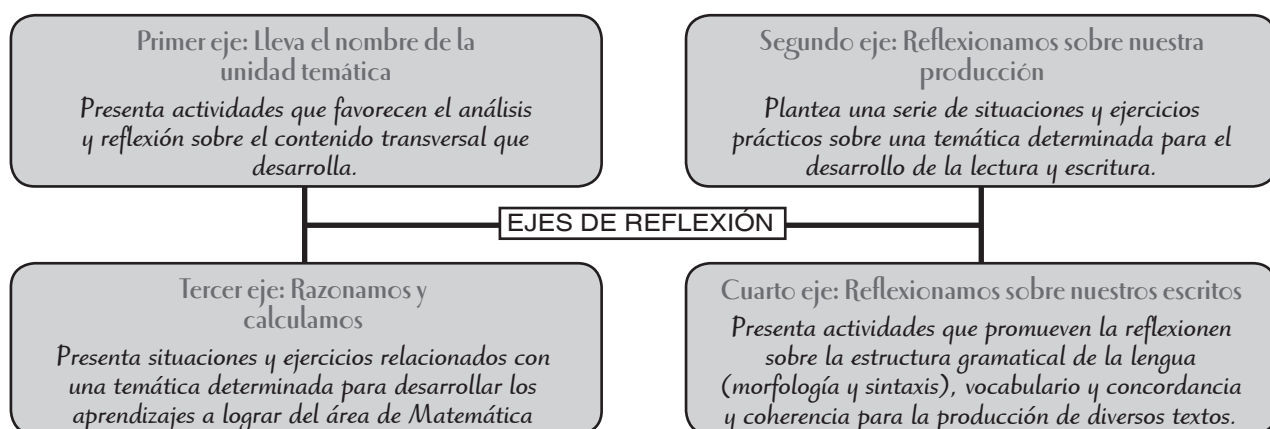 Primer eje: Lleva el nombre de la
unidad temática
Presenta actividades que favorecen el análisis
y reflexión sobre el contenido transversal que
desarrolla.
Segundo eje: Reflexionamos sobre nuestra
producción
Plantea una serie de situaciones y ejercicios
prácticos sobre una temática determinada para el
desarrollo de la lectura y escritura.
EJES DE REFLEXIÓN
Tercer eje: Razonamos y
calculamos
Presenta situaciones y ejercicios relacionados con
una temática determinada para desarrollar los
aprendizajes a lograr del área de Matemática
Cuarto eje: Reflexionamos sobre nuestros escritos
Presenta actividades que promueven la reflexionen
sobre la estructura gramatical de la lengua
(morfología y sintaxis), vocabulario y concordancia
y coherencia para la producción de diversos textos.